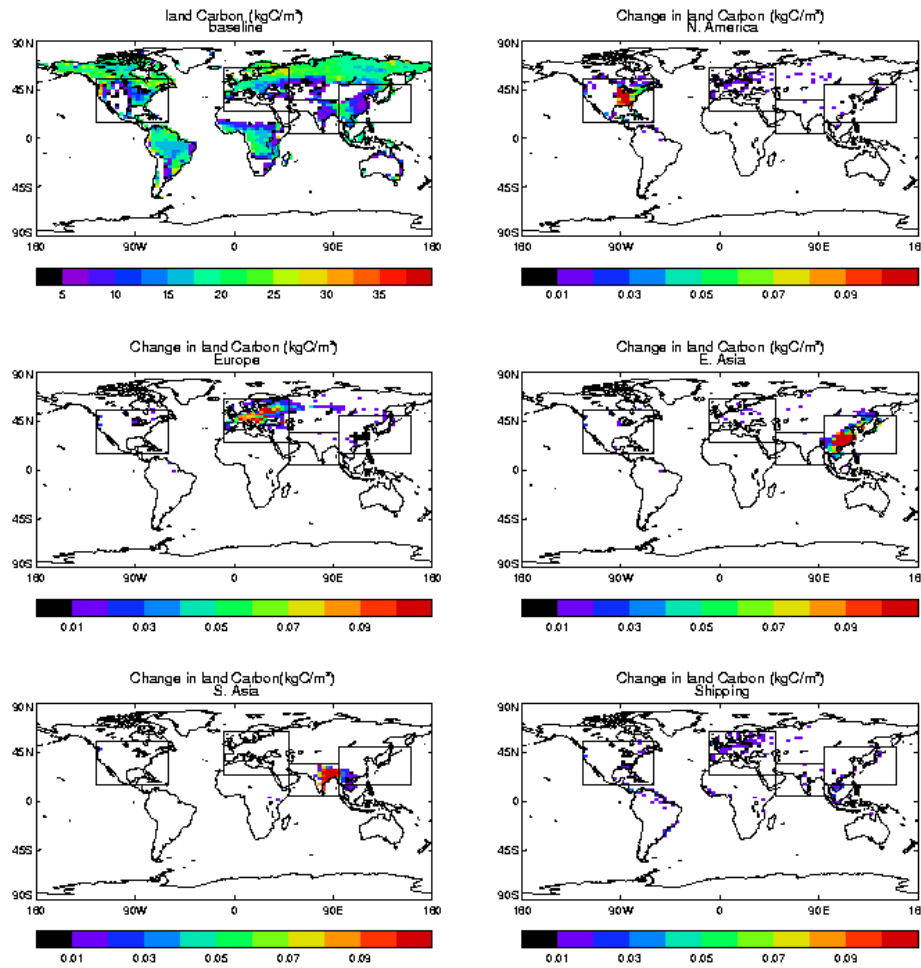 land Carbon (kgC/m²)
baseline
90N
45N
0
45S
90S
180 90W 0 90E 180
5 10 15 20 25 30 35
Change in land Carbon (kgC/m²)
N. America
90N
45N
0
45S
90S
180 90W 0 90E 18
0.01 0.03 0.05 0.07 0.09
Change in land Carbon (kgC/m²)
Europe
90N
45N
0
45S
90S
180 90W 0 90E 180
0.01 0.03 0.05 0.07 0.09
Change in land Carbon (kgC/m²)
E. Asia
90N
45N
0
45S
90S
180 90W 0 90E 18
0.01 0.03 0.05 0.07 0.09
Change in land Carbon(kgC/m²)
S. Asia
90N
45N
0
45S
90S
180 90W 0 90E 180
0.01 0.03 0.05 0.07 0.09
Change in land Carbon (kgC/m²)
Shipping
90N
45N
0
45S
90S
180 90W 0 90E 18
0.01 0.03 0.05 0.07 0.09